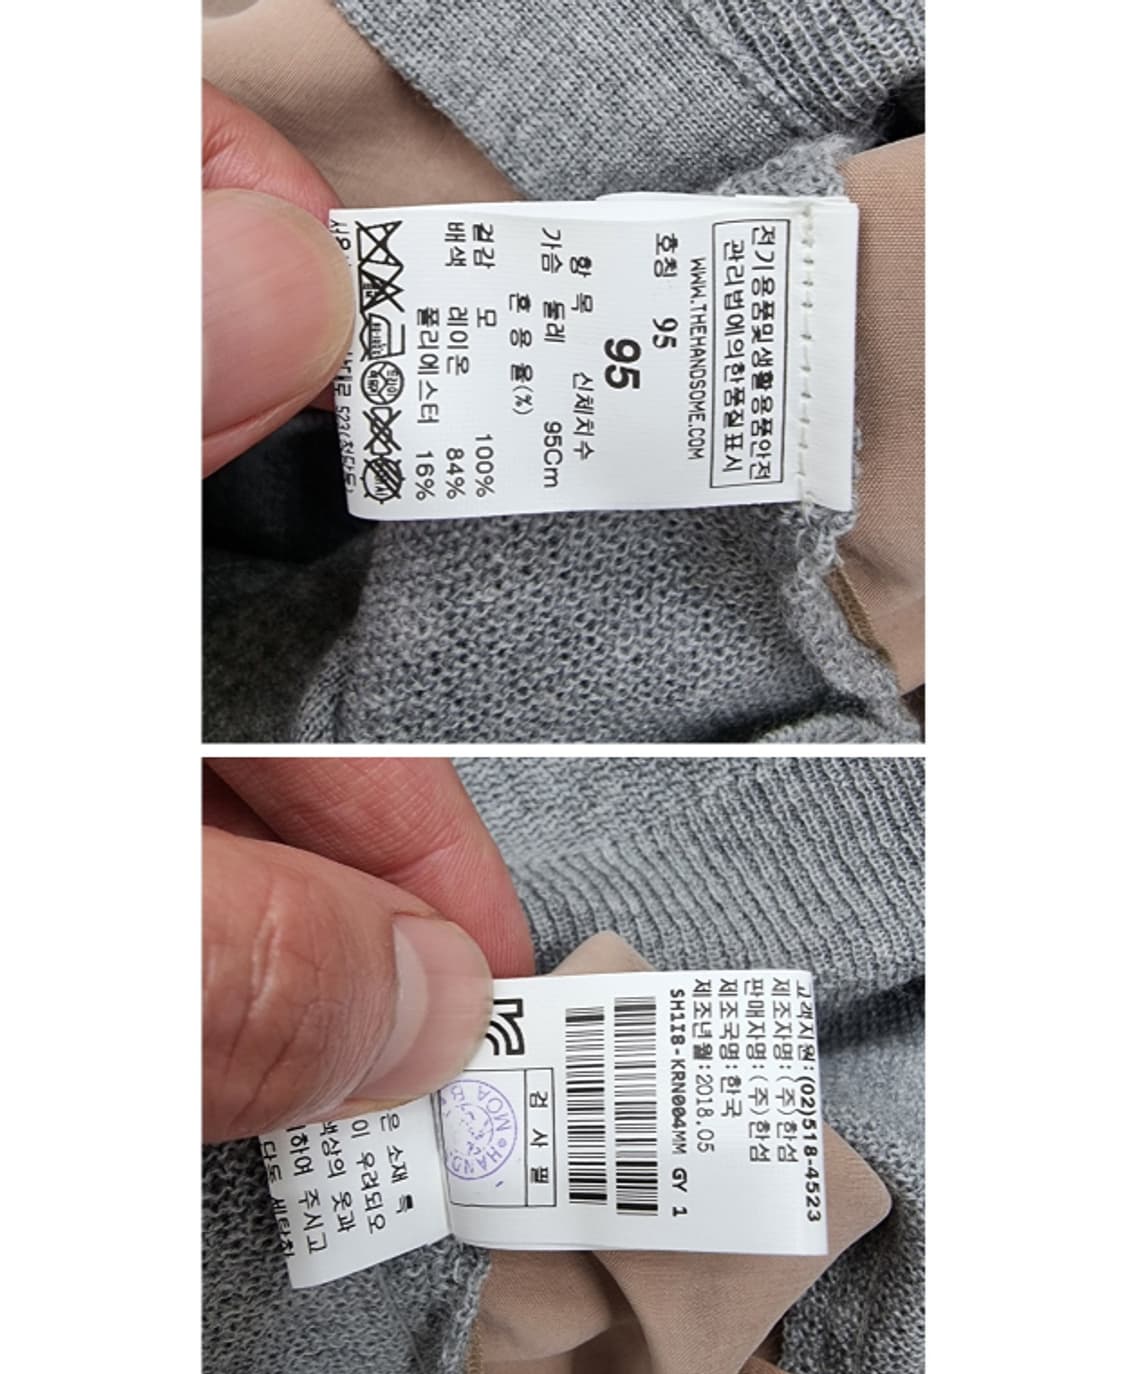 전기용품및생활용품안전
관리법에의한품질표시
WWW.THEHANDSOME.COM
호칭 95
95
항 목 신체치수
가슴 둘레 95Cm
혼 용 율(%)
겉감 모 100%
배색 레이온 84%
폴리에스터 16%
고객지원:(02)518-4523
제조자명:(주)한섬
판매자명:(주)한섬
제조국명:한국
제조년월:2018.05
SH1I8-KRN004MM GY 1
검 사 필
은 소재 특
이 우려되오
색상의 옷과
하여 주시고
단독 세탁